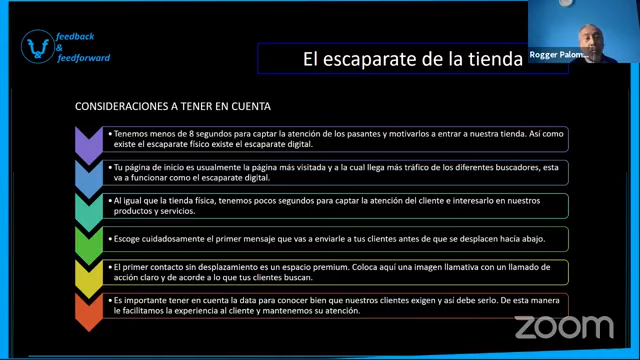 feedback
&
feedforward
El escaparate de la tienda
Rogger Palom...
CONSIDERACIONES A TENER EN CUENTA
• Tenemos menos de 8 segundos para captar la atención de los pasantes y motivarlos a entrar a nuestra tienda. Así como
existe el escaparate físico existe el escaparate digital.
• Tu página de inicio es usualmente la página más visitada y a la cual llega más tráfico de los diferentes buscadores, esta
va a funcionar como el escaparate digital.
• Al igual que la tienda física, tenemos pocos segundos para captar la atención del cliente e interesarlo en nuestros
productos y servicios.
• Escoge cuidadosamente el primer mensaje que vas a enviarle a tus clientes antes de que se desplacen hacía abajo.
• El primer contacto sin desplazamiento es un espacio premium. Coloca aquí una imagen llamativa con un llamado de
acción claro y de acorde a lo que tus clientes buscan.
• Es importante tener en cuenta la data para conocer bien que nuestros clientes exigen y así debe serlo. De esta manera
le facilitamos la experiencia al cliente y mantenemos su atención.
zoom